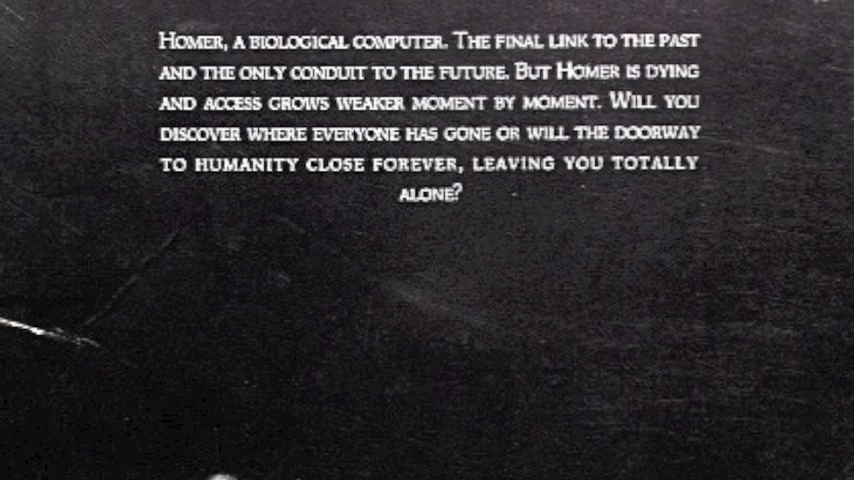 Homer, a biological computer. The final link to the past
and the only conduit to the future. But Homer is dying
and access grows weaker moment by moment. Will you
discover where everyone has gone or will the doorway
to humanity close forever, leaving you totally
alone?